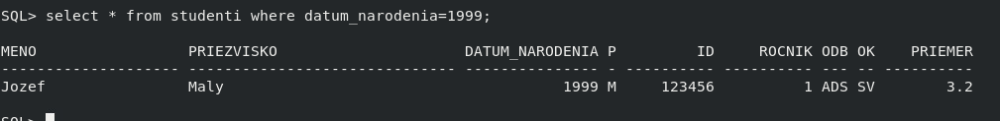 SQL> select * from studenti where datum_narodenia=1999;
MENO PRIEZVISKO DATUM_NARODENIA P ID ROCNIK ODB OK PRIEMER
-------------------- ------------------------------ --------------- - ---------- ---------- --- -- ----------
Jozef Maly 1999 M 123456 1 ADS SV 3.2
SQL>